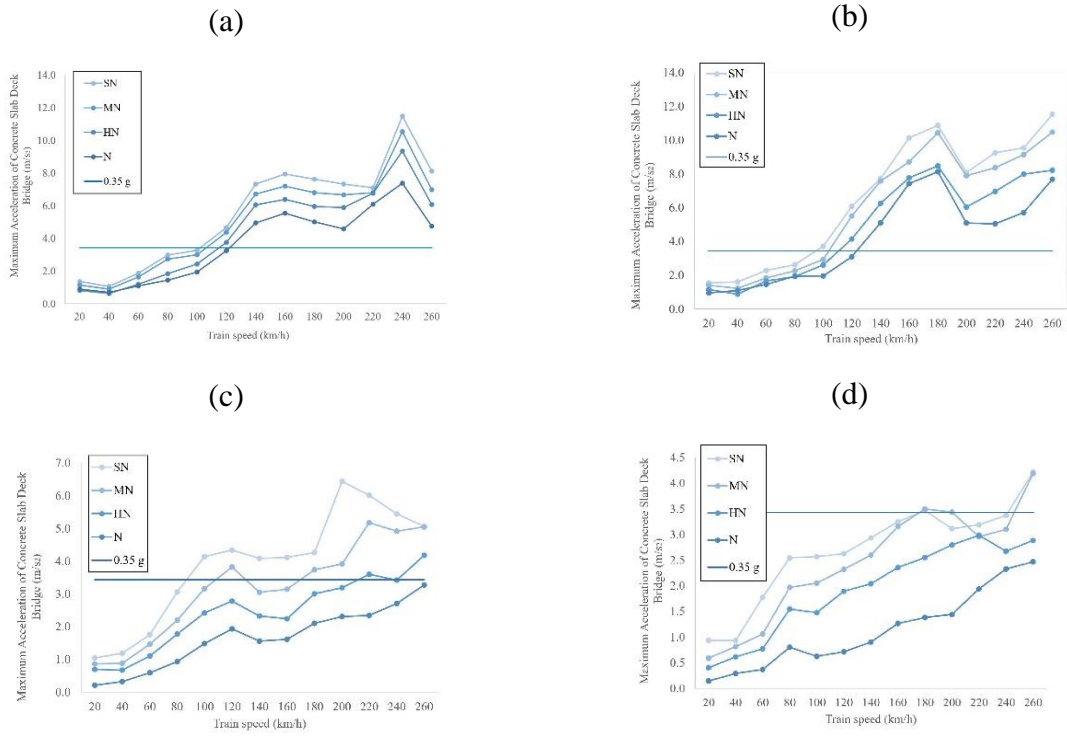 (a)
Maximum Acceleration of Concrete Slab Deck
Bridge (m/s2)
14.0
12.0
10.0
8.0
6.0
4.0
2.0
0.0
SN
MN
HN
N
0.35 g
20 40 60 80 100 120 140 160 180 200 220 240 260
Train speed (km/h)
(b)
Maximum Acceleration of Concrete Slab Deck
Bridge (m/s2)
14.0
12.0
10.0
8.0
6.0
4.0
2.0
0.0
SN
MN
HN
N
0.35 g
20 40 60 80 100 120 140 160 180 200 220 240 260
Train speed (km/h)
(c)
Maximum Acceleration of Concrete Slab Deck
Bridge (m/s2)
7.0
6.0
5.0
4.0
3.0
2.0
1.0
0.0
SN
MN
HN
N
0.35 g
20 40 60 80 100 120 140 160 180 200 220 240 260
Train speed (km/h)
(d)
Maximum Acceleration of Concrete Slab Deck
Bridge (m/s2)
4.5
4.0
3.5
3.0
2.5
2.0
1.5
1.0
0.5
0.0
SN
MN
HN
N
0.35 g
20 40 60 80 100 120 140 160 180 200 220 240 260
Train speed (km/h)